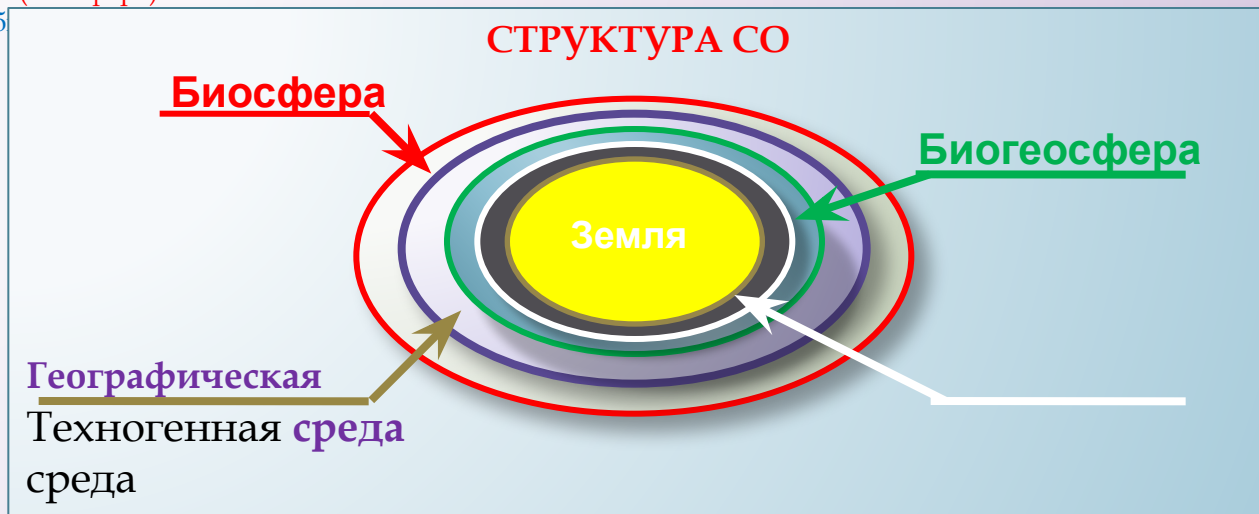 СТРУКТУРА СО
Биосфера
Биогеосфера
Земля
Географическая
Техногенная среда
среда